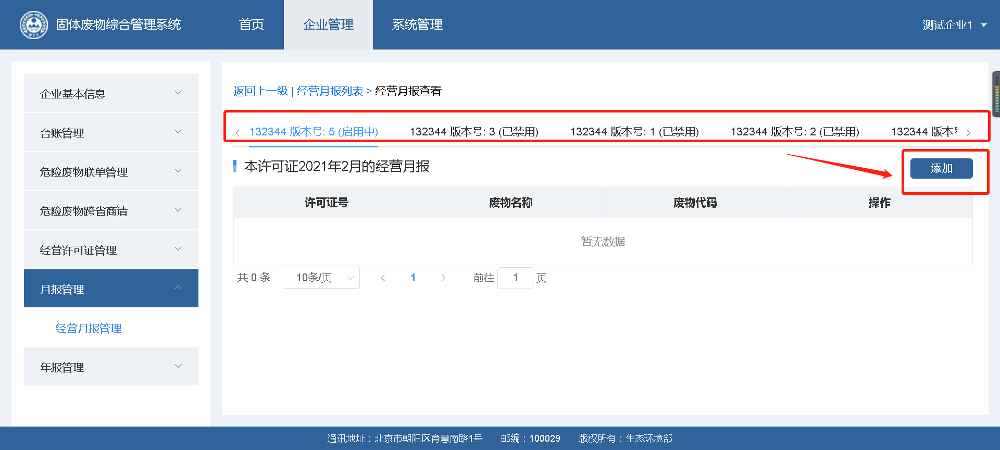 固体废物综合管理系统 首页 企业管理 系统管理 测试企业1
企业基本信息
台账管理
危险废物联单管理
危险废物跨省商请
经营许可证管理
月报管理
经营月报管理
年报管理
返回上一级 | 经营月报列表 > 经营月报查看
132344 版本号: 5 (启用中) 132344 版本号: 3 (已禁用) 132344 版本号: 1 (已禁用) 132344 版本号: 2 (已禁用) 132344 版本
本许可证2021年2月的经营月报 添加
许可证号 废物名称 废物代码 操作
暂无数据
共 0 条 10条/页 1 前往 1 页
通讯地址：北京市朝阳区育慧南路1号 邮编：100029 版权所有：生态环境部